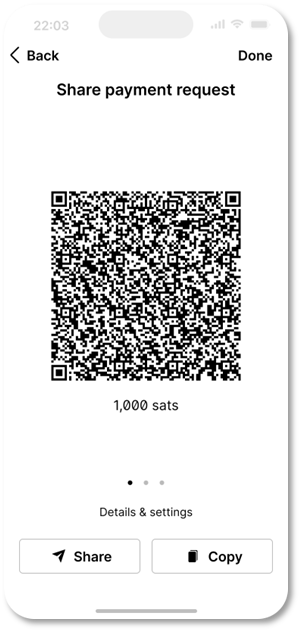 22:03
Back
Done
Share payment request
1,000 sats
Details & settings
Share
Copy